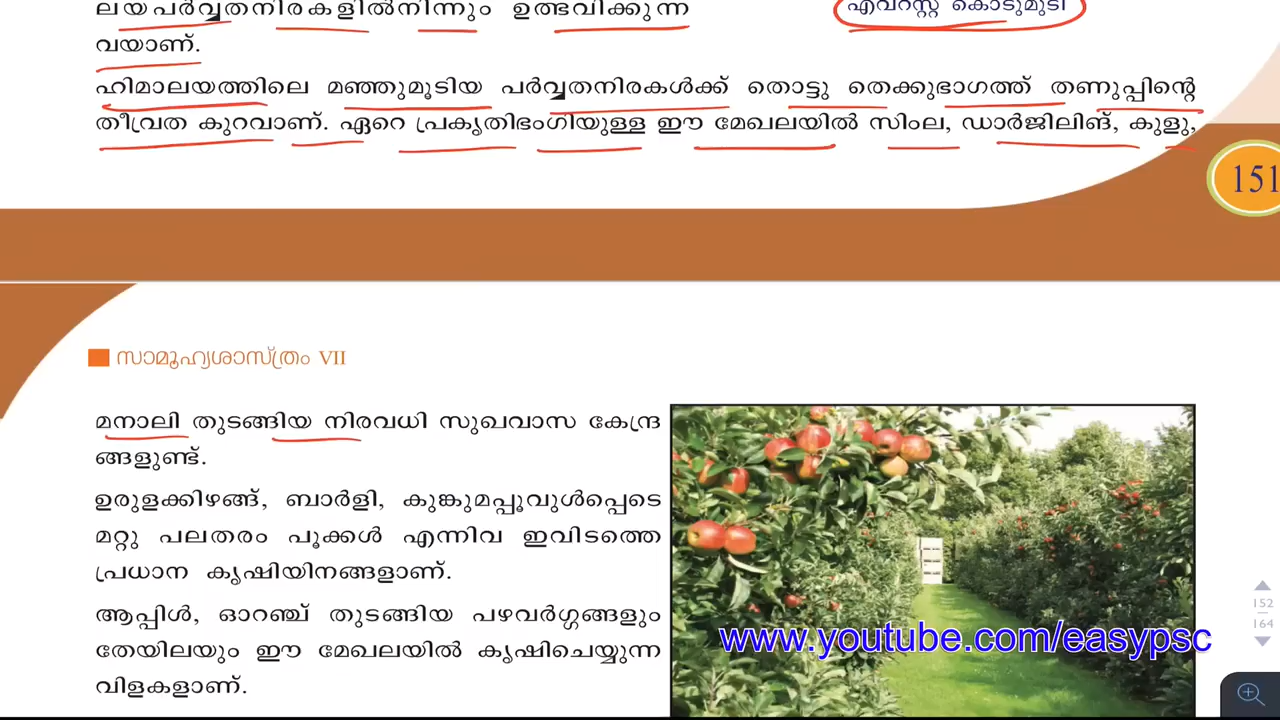 ലയപർവ്വതനിരകളിൽനിന്നും ഉത്ഭവിക്കുന്ന
വയാണ്.
എവറസ്റ്റ് കൊടുമുടി
ഹിമാലയത്തിലെ മഞ്ഞുമൂടിയ പർവ്വതനിരകൾക്ക് തൊട്ടു തെക്കുഭാഗത്ത് തണുപ്പിന്റെ
തീവ്രത കുറവാണ്. ഏറെ പ്രകൃതിഭംഗിയുള്ള ഈ മേഖലയിൽ സിംല, ഡാർജിലിങ്, കുളു,
151
സാമൂഹ്യശാസ്ത്രം VII
മനാലി തുടങ്ങിയ നിരവധി സുഖവാസ കേന്ദ്ര
ങ്ങളുണ്ട്.
ഉരുളക്കിഴങ്ങ്, ബാർളി, കുങ്കുമപ്പൂവുൾപ്പെടെ
മറ്റു പലതരം പൂക്കൾ എന്നിവ ഇവിടത്തെ
പ്രധാന കൃഷിയിനങ്ങളാണ്.
ആപ്പിൾ, ഓറഞ്ച് തുടങ്ങിയ പഴവർഗ്ഗങ്ങളും
തേയിലയും ഈ മേഖലയിൽ കൃഷിചെയ്യുന്ന
വിളകളാണ്.
www.youtube.com/easypsc
152
164